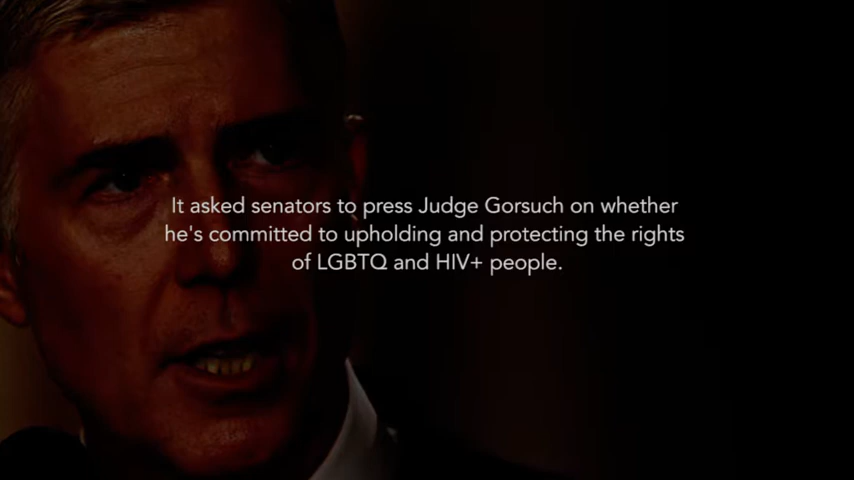 It asked senators to press Judge Gorsuch on whether
he's committed to upholding and protecting the rights
of LGBTQ and HIV+ people.